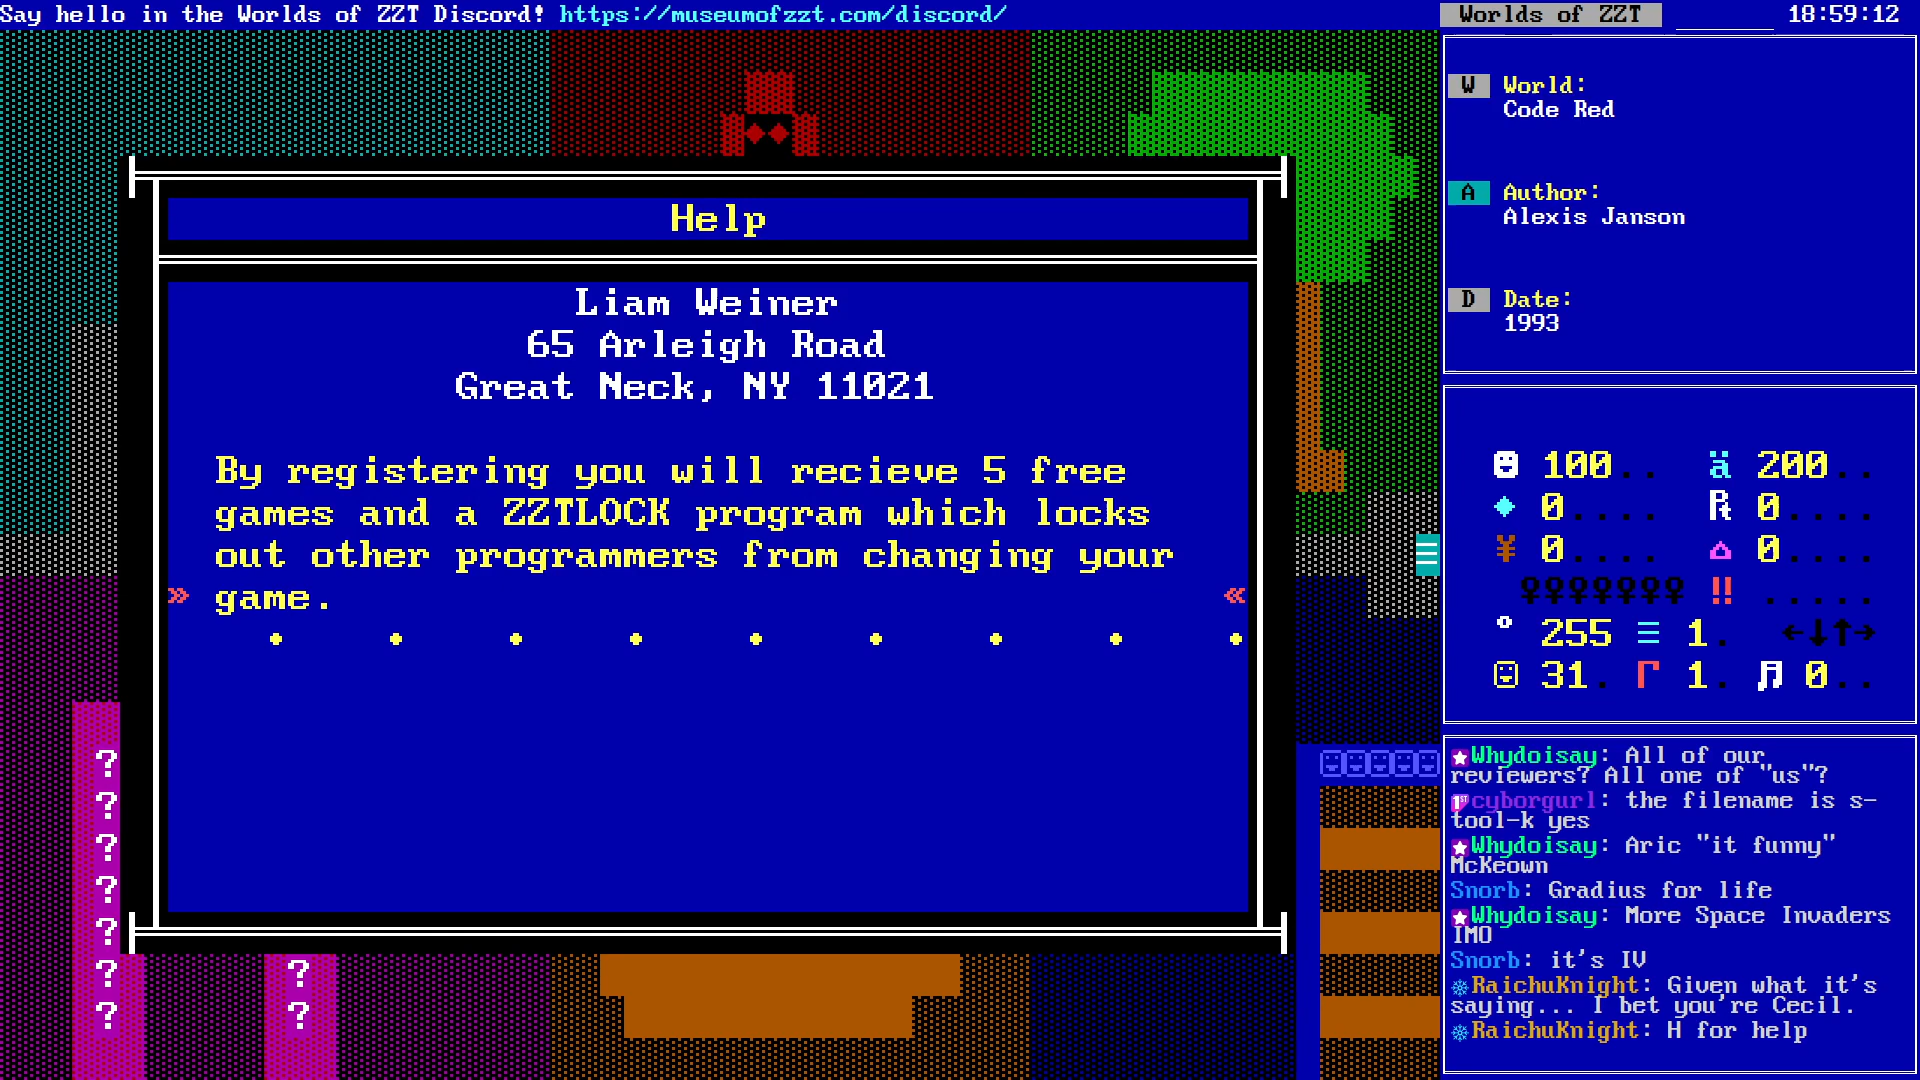 Say hello in the Worlds of ZZT Discord! https://museumofzzt.com/discord/
Worlds of ZZT 18:59:12
Help
Liam Weiner
65 Arleigh Road
Great Neck, NY 11021
By registering you will recieve 5 free
games and a ZZTLOCK program which locks
out other programmers from changing your
» game. «
? 
?
?
?
?
? ?
? ?
W World:
Code Red
A Author:
Alexis Janson
D Date:
1993
100.. ä 200..
0.... 0....
¥ 0.... 0....
♀♀♀♀♀♀♀ ‼ .....
° 255 ≡ 1. ←↓↑→
31. 1. 0..
Whydoisay: All of our
reviewers? All one of "us"?
cyborgurl: the filename is s-
tool-k yes
Whydoisay: Aric "it funny"
McKeown
Snorb: Gradius for life
Whydoisay: More Space Invaders
IMO
Snorb: it's IV
RaichuKnight: Given what it's
saying... I bet you're Cecil.
RaichuKnight: H for help